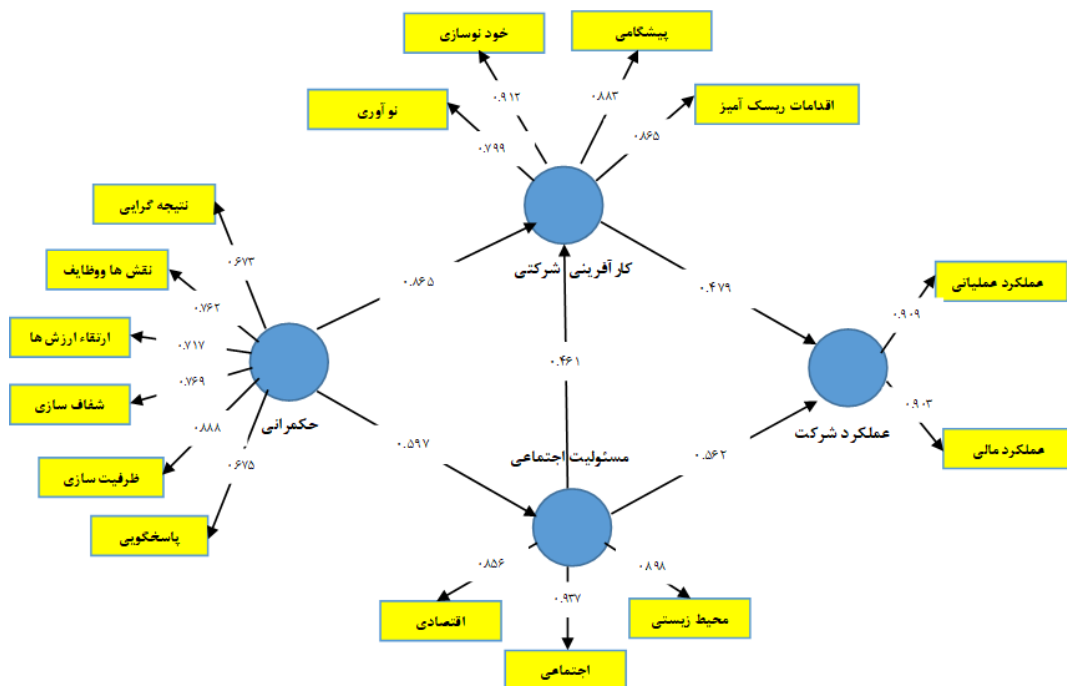 خود نوسازی
پیشگامی
نو آوری
اقدامات ریسک آمیز
۰.۹۱۲
۰.۸۸۳
۰.۷۹۹
۰.۸۶۵
کارآفرینی شرکتی
نتیجه گرایی
نقش ها ووظایف
ارتقاء ارزش ها
شفاف سازی
ظرفیت سازی
پاسخگویی
۰.۶۷۳
۰.۷۶۲
۰.۷۱۷
۰.۷۶۹
۰.۸۸۸
۰.۶۷۵
حکمرانی
۰.۸۶۵
۰.۴۷۹
۰.۴۶۱
۰.۵۹۷
۰.۵۶۲
عملکرد عملیاتی
۰.۹۰۹
عملکرد شرکت
۰.۹۰۳
عملکرد مالی
مسئولیت اجتماعی
۰.۸۵۶
۰.۹۳۷
۰.۸۹۸
اقتصادی
اجتماعی
محیط زیستی